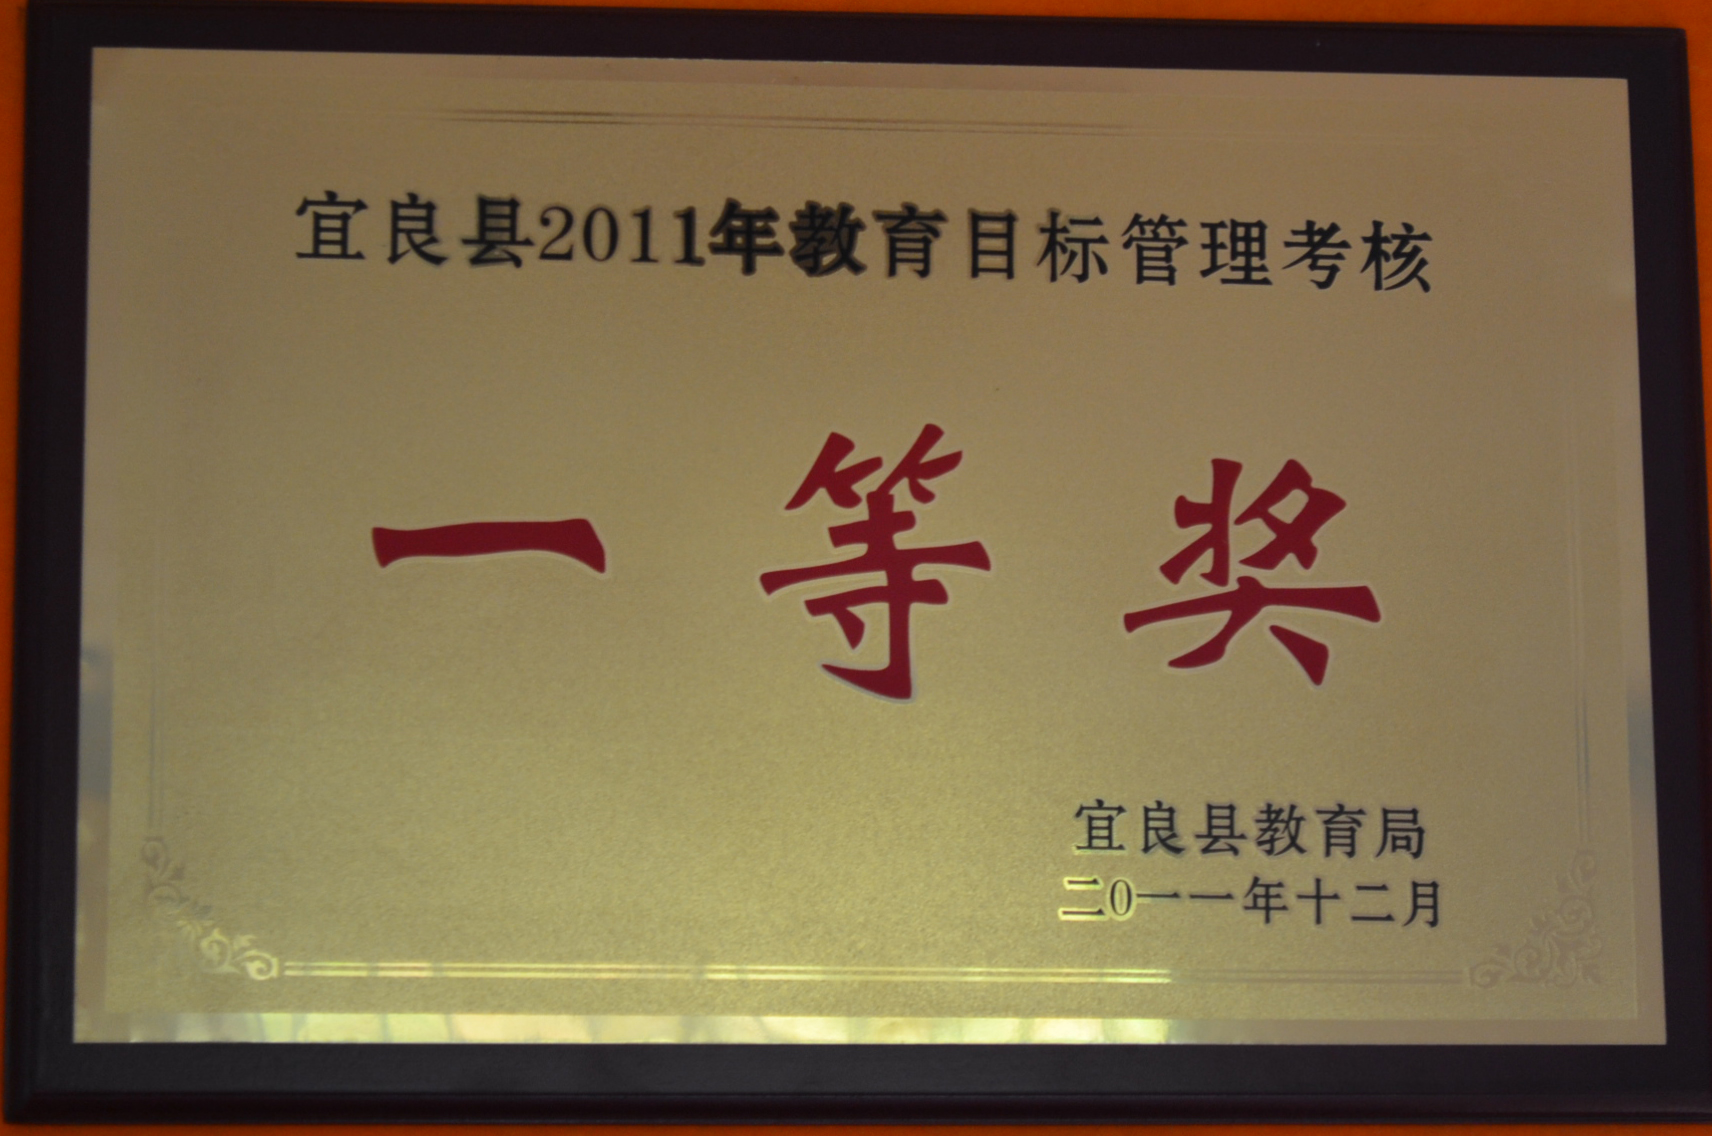 宜良县2011年教育目标管理考核
一等奖
宜良县教育局
二0一一年十二月